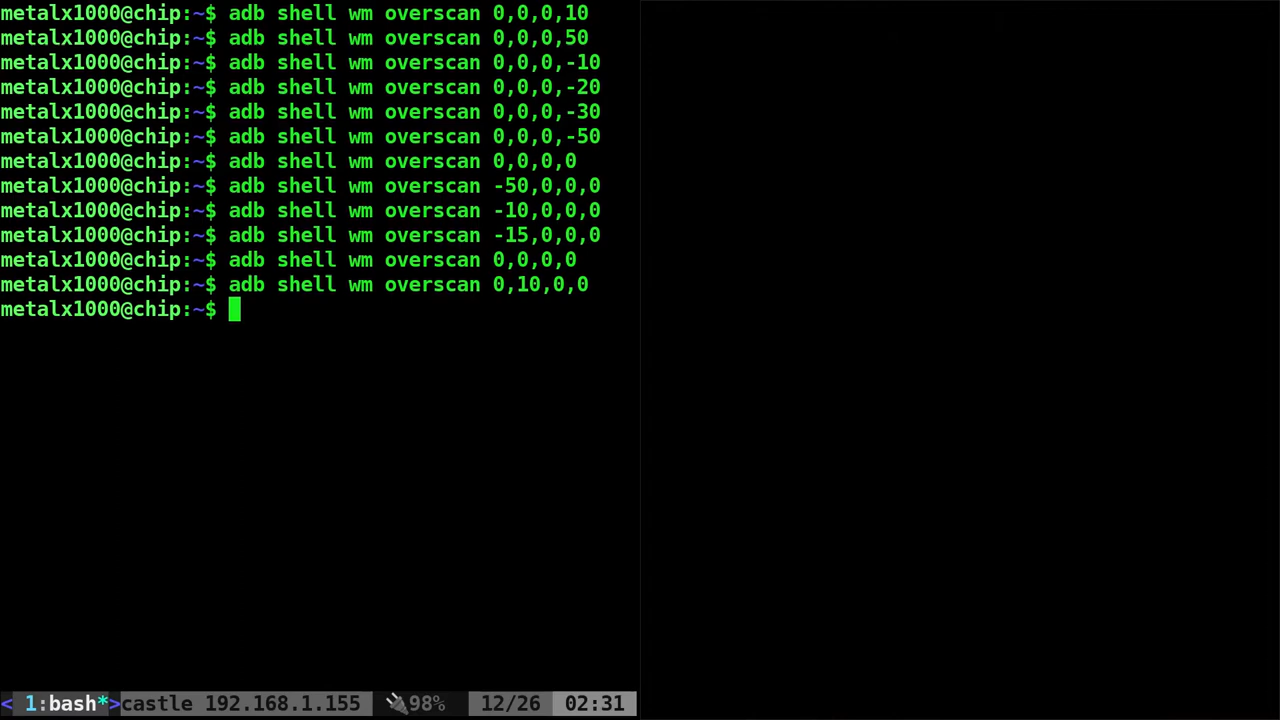 metalx1000@chip:~$ adb shell wm overscan 0,0,0,10
metalx1000@chip:~$ adb shell wm overscan 0,0,0,50
metalx1000@chip:~$ adb shell wm overscan 0,0,0,-10
metalx1000@chip:~$ adb shell wm overscan 0,0,0,-20
metalx1000@chip:~$ adb shell wm overscan 0,0,0,-30
metalx1000@chip:~$ adb shell wm overscan 0,0,0,-50
metalx1000@chip:~$ adb shell wm overscan 0,0,0,0
metalx1000@chip:~$ adb shell wm overscan -50,0,0,0
metalx1000@chip:~$ adb shell wm overscan -10,0,0,0
metalx1000@chip:~$ adb shell wm overscan -15,0,0,0
metalx1000@chip:~$ adb shell wm overscan 0,0,0,0
metalx1000@chip:~$ adb shell wm overscan 0,10,0,0
metalx1000@chip:~$
< 1:bash*>castle 192.168.1.155 🔌98% 12/26 02:31